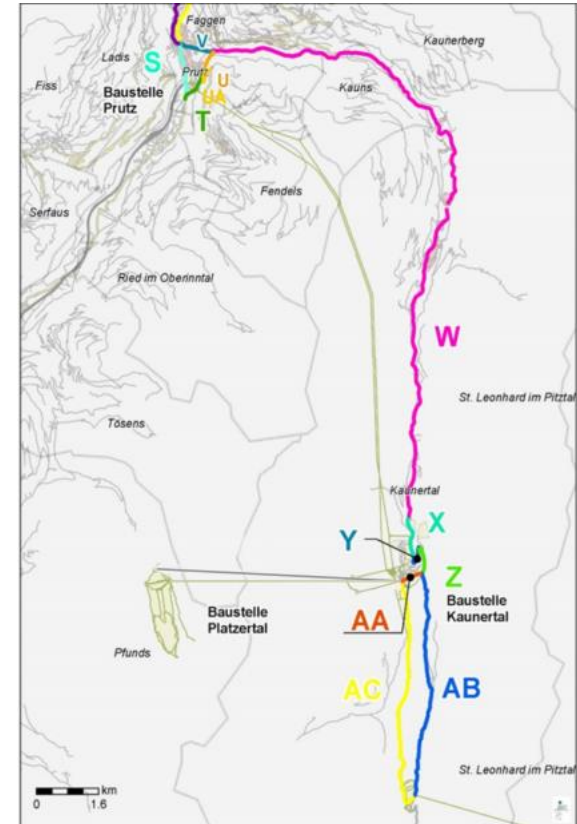 Faggen
V
Kaunerberg
Ladis
S
Prutz
Fiss
U
Baustelle
Prutz
UA
Kauns
T
Fendels
Serfaus
Ried im Oberinntal
W
St. Leonhard im Pitztal
Tösens
Kaunertal
X
Y
Z
Baustelle
Kaunertal
Baustelle
Platzertal
AA
Pfunds
AC
AB
St. Leonhard im Pitztal
km
0 1.6